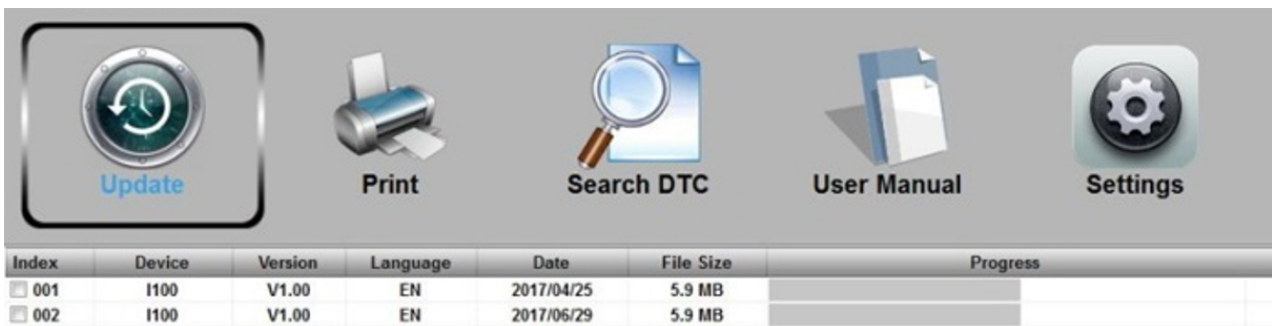 Update Print Search DTC User Manual Settings
Index Device Version Language Date File Size Progress
001 I100 V1.00 EN 2017/04/25 5.9 MB
002 I100 V1.00 EN 2017/06/29 5.9 MB